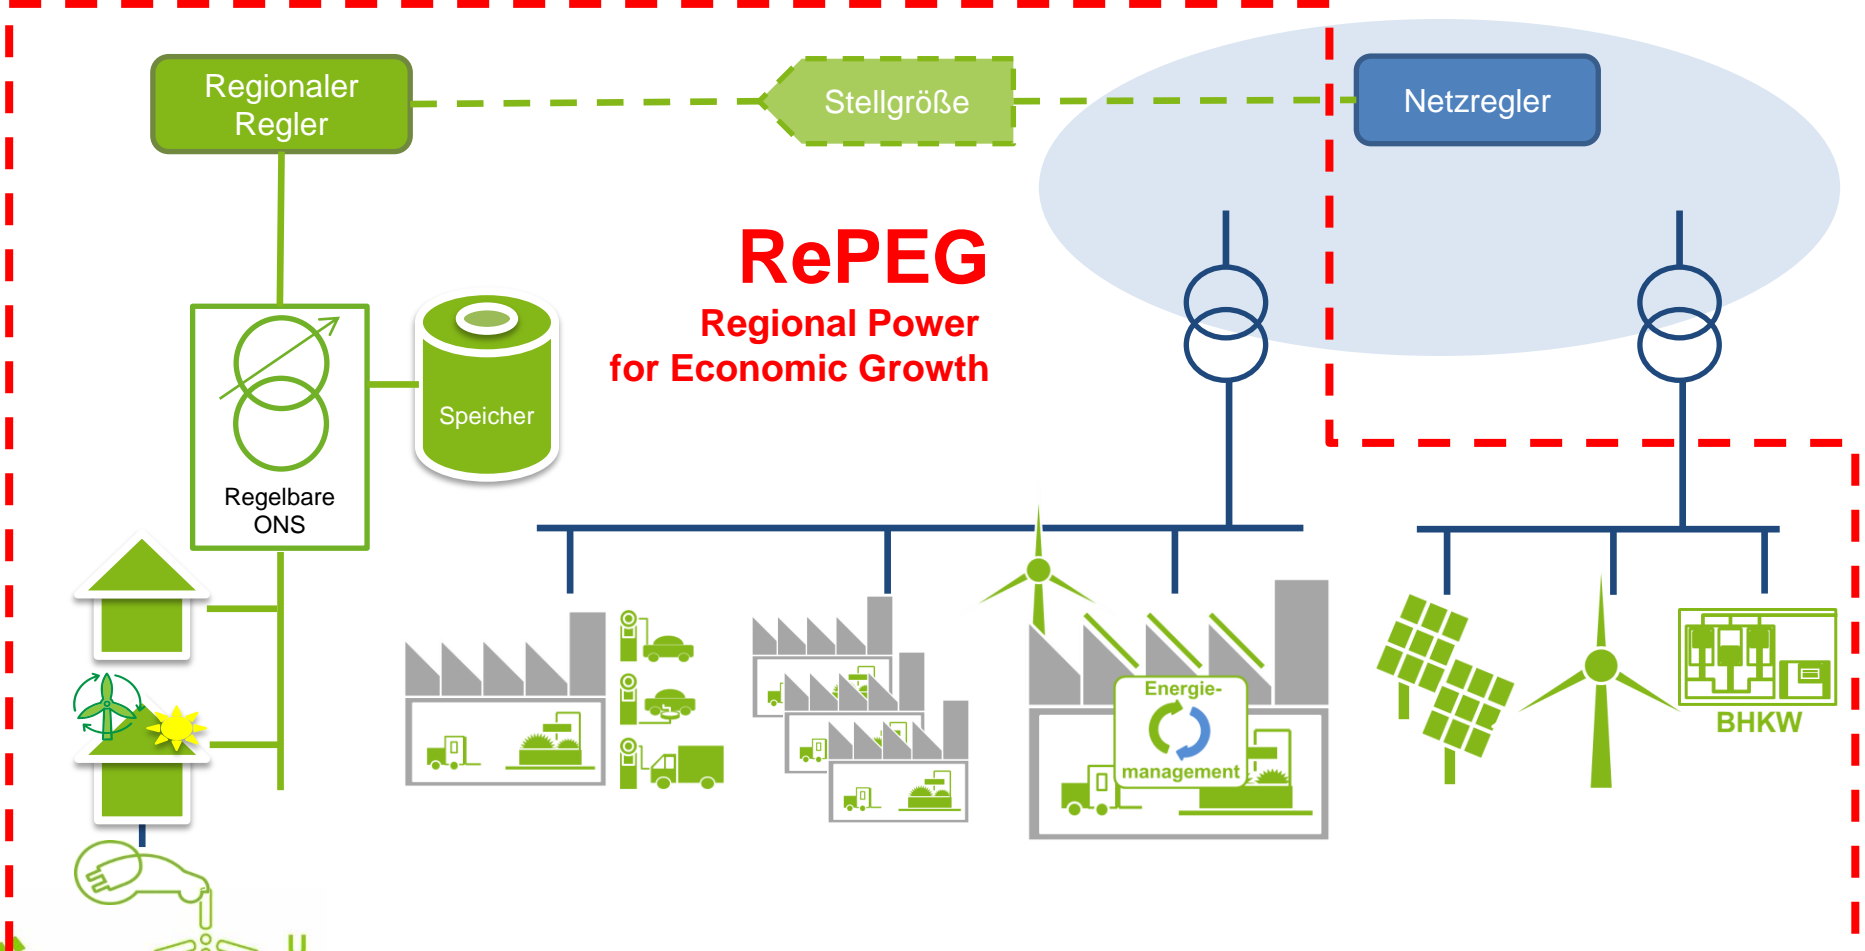 Regionaler
Regler
Stellgröße
Netzregler
RePEG
Regional Power
for Economic Growth
Speicher
Regelbare
ONS
Energie-
management
BHKW